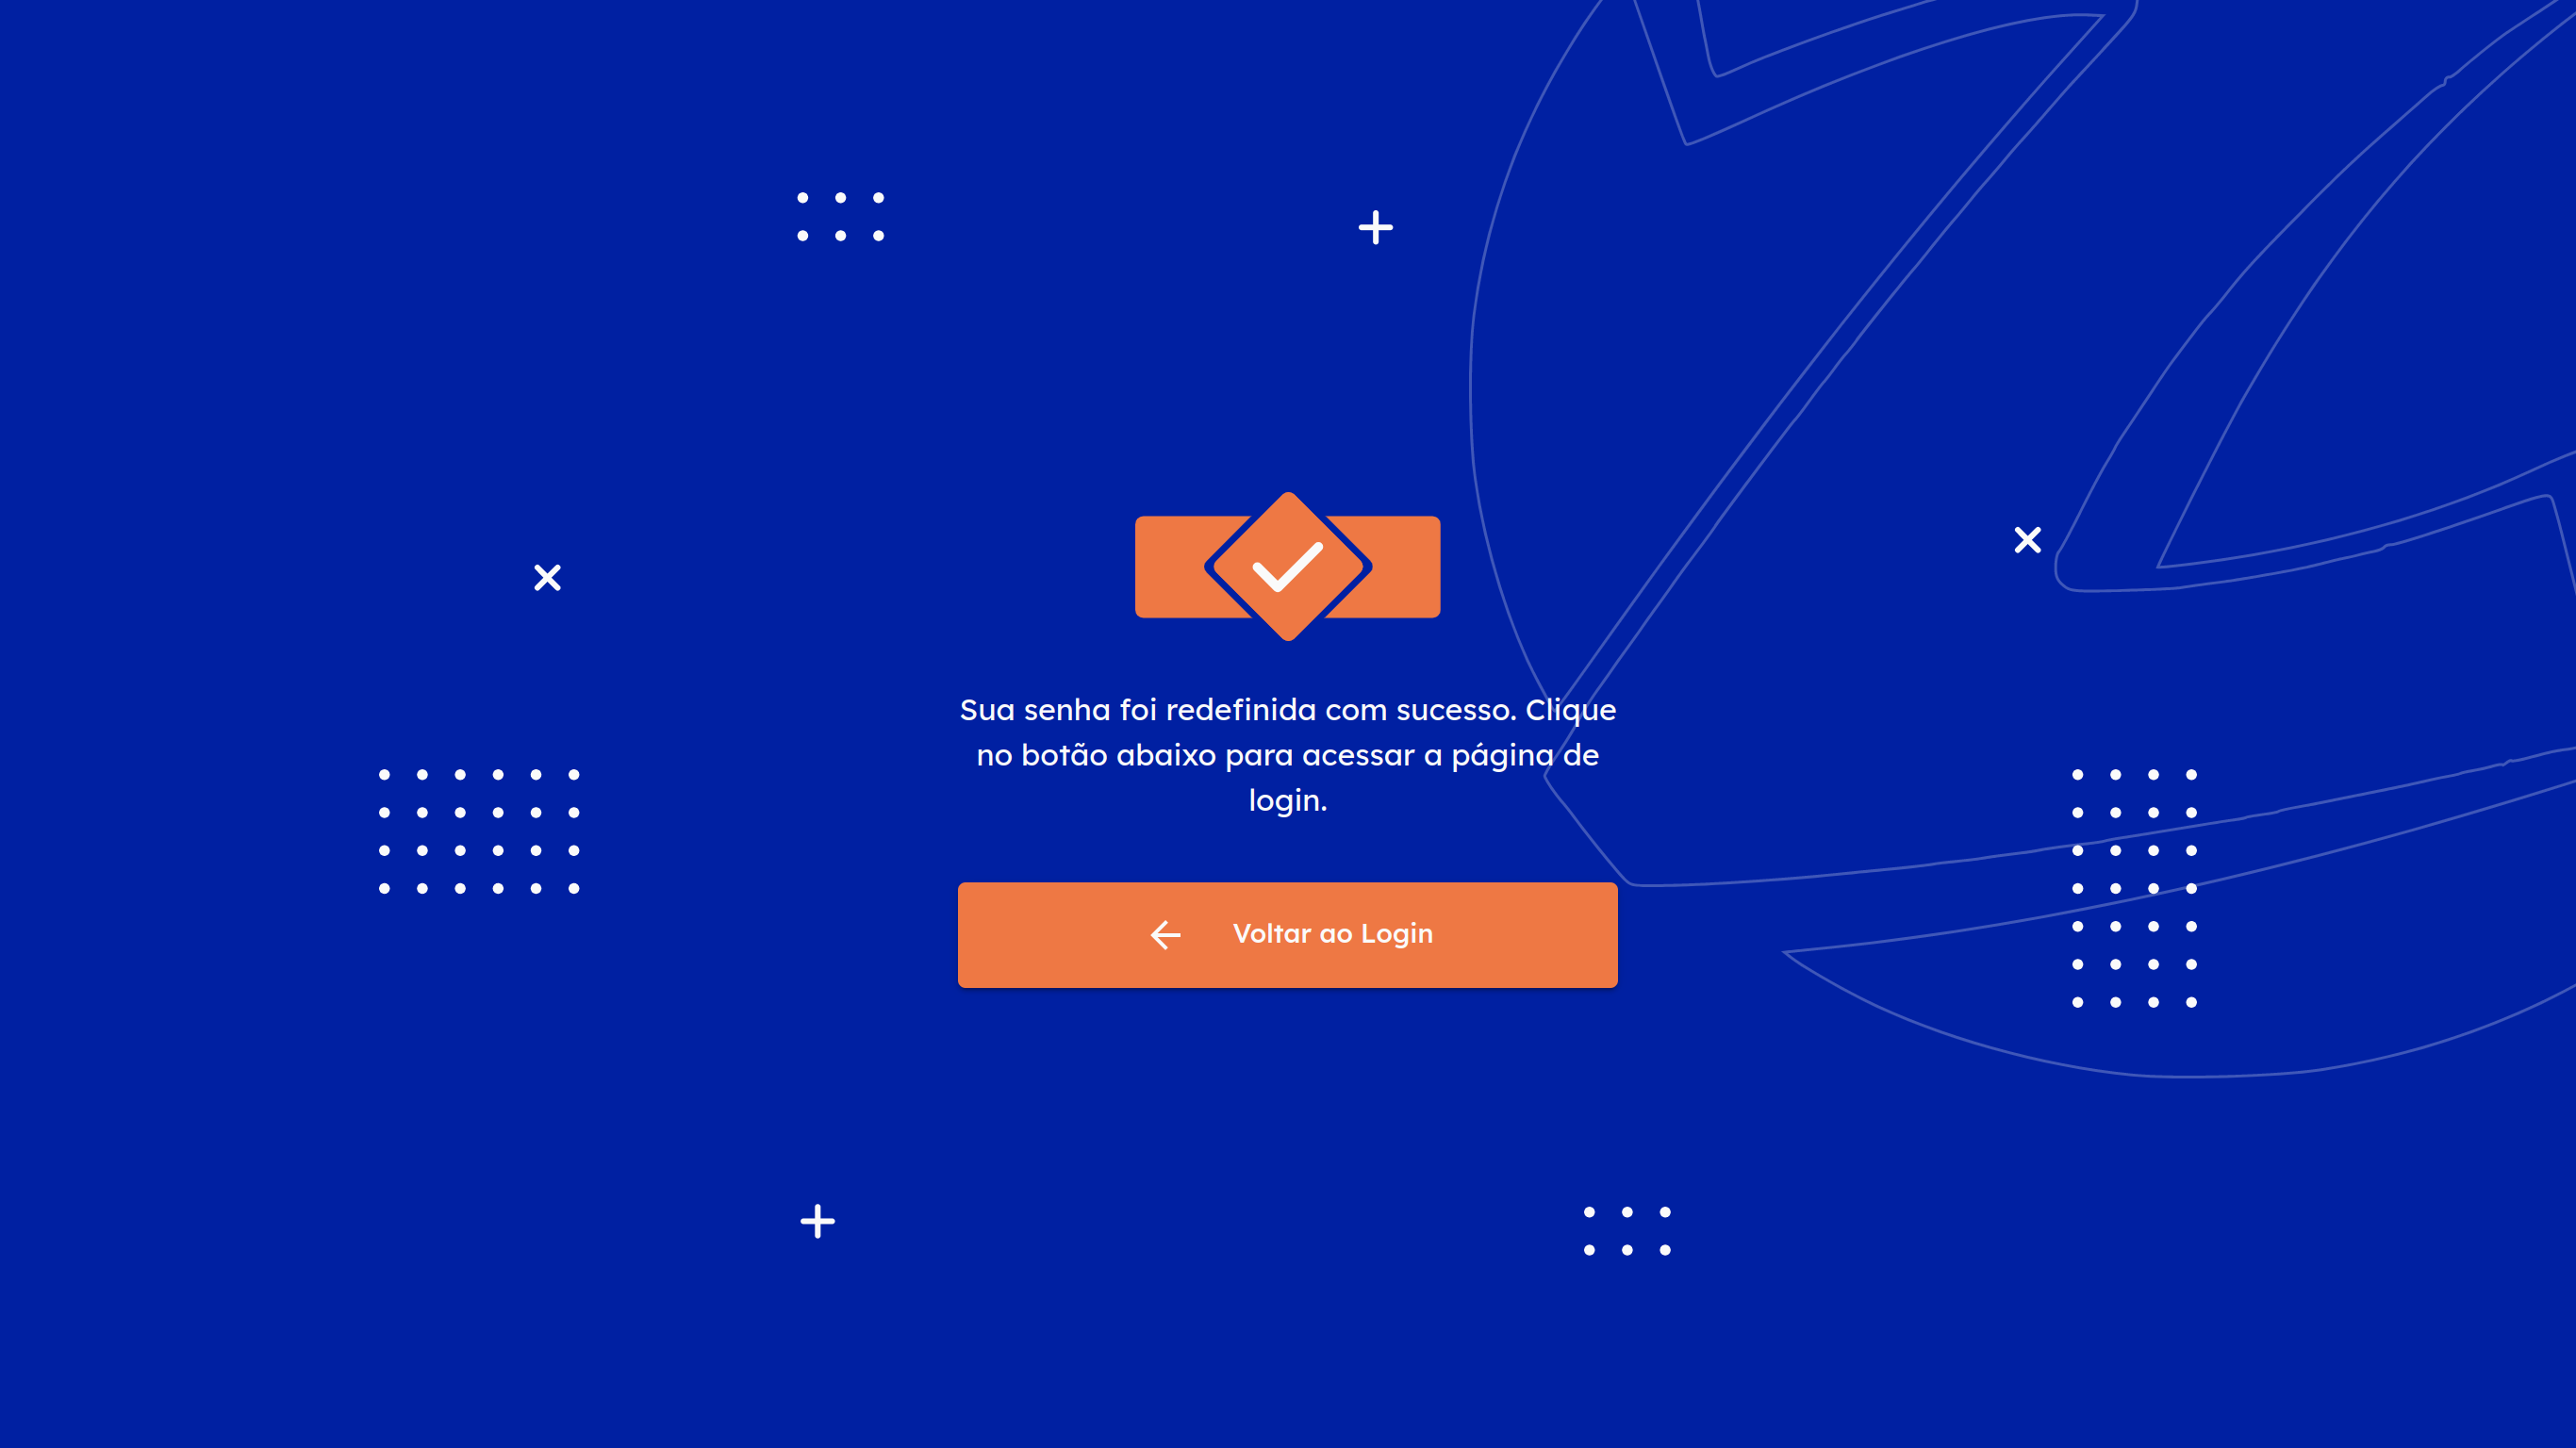 Sua senha foi redefinida com sucesso. Clique
no botão abaixo para acessar a página de
login.
Voltar ao Login